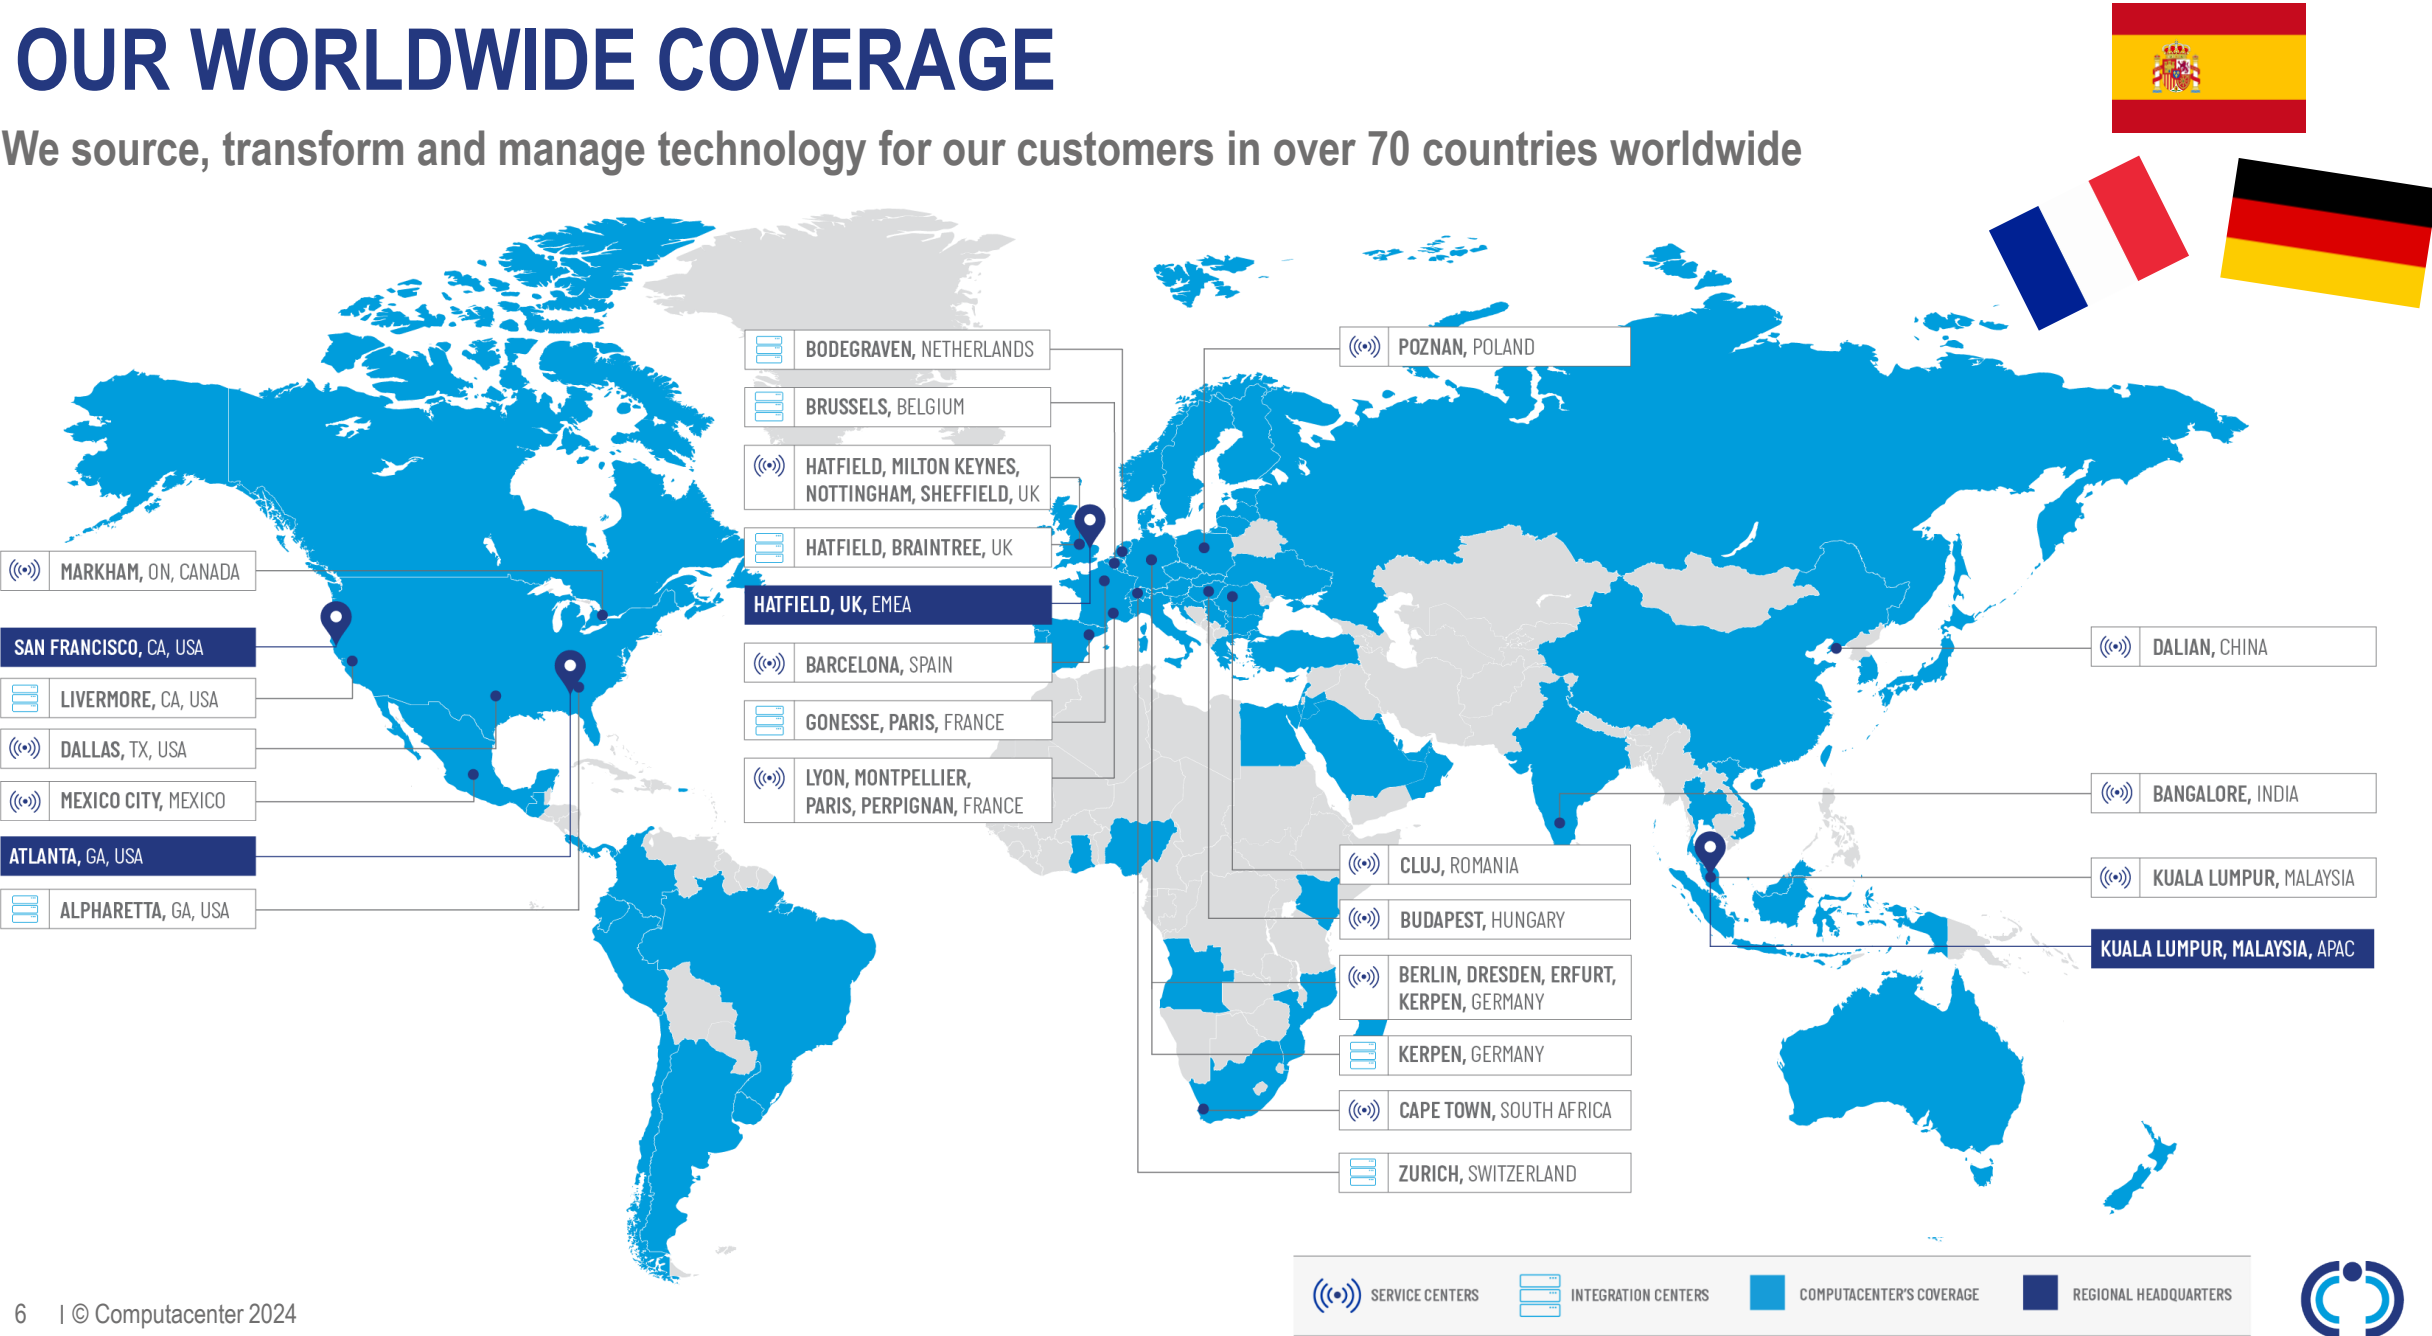 OUR WORLDWIDE COVERAGE
We source, transform and manage technology for our customers in over 70 countries worldwide
MARKHAM, ON, CANADA
SAN FRANCISCO, CA, USA
LIVERMORE, CA, USA
DALLAS, TX, USA
MEXICO CITY, MEXICO
ATLANTA, GA, USA
ALPHARETTA, GA, USA
BODEGRAVEN, NETHERLANDS
BRUSSELS, BELGIUM
HATFIELD, MILTON KEYNES,
NOTTINGHAM, SHEFFIELD, UK
HATFIELD, BRAINTREE, UK
HATFIELD, UK, EMEA
BARCELONA, SPAIN
GONESSE, PARIS, FRANCE
LYON, MONTPELLIER,
PARIS, PERPIGNAN, FRANCE
POZNAN, POLAND
CLUJ, ROMANIA
BUDAPEST, HUNGARY
BERLIN, DRESDEN, ERFURT,
KERPEN, GERMANY
KERPEN, GERMANY
CAPE TOWN, SOUTH AFRICA
ZURICH, SWITZERLAND
DALIAN, CHINA
BANGALORE, INDIA
KUALA LUMPUR, MALAYSIA
KUALA LUMPUR, MALAYSIA, APAC
SERVICE CENTERS
INTEGRATION CENTERS
COMPUTACENTER'S COVERAGE
REGIONAL HEADQUARTERS
6 | © Computacenter 2024